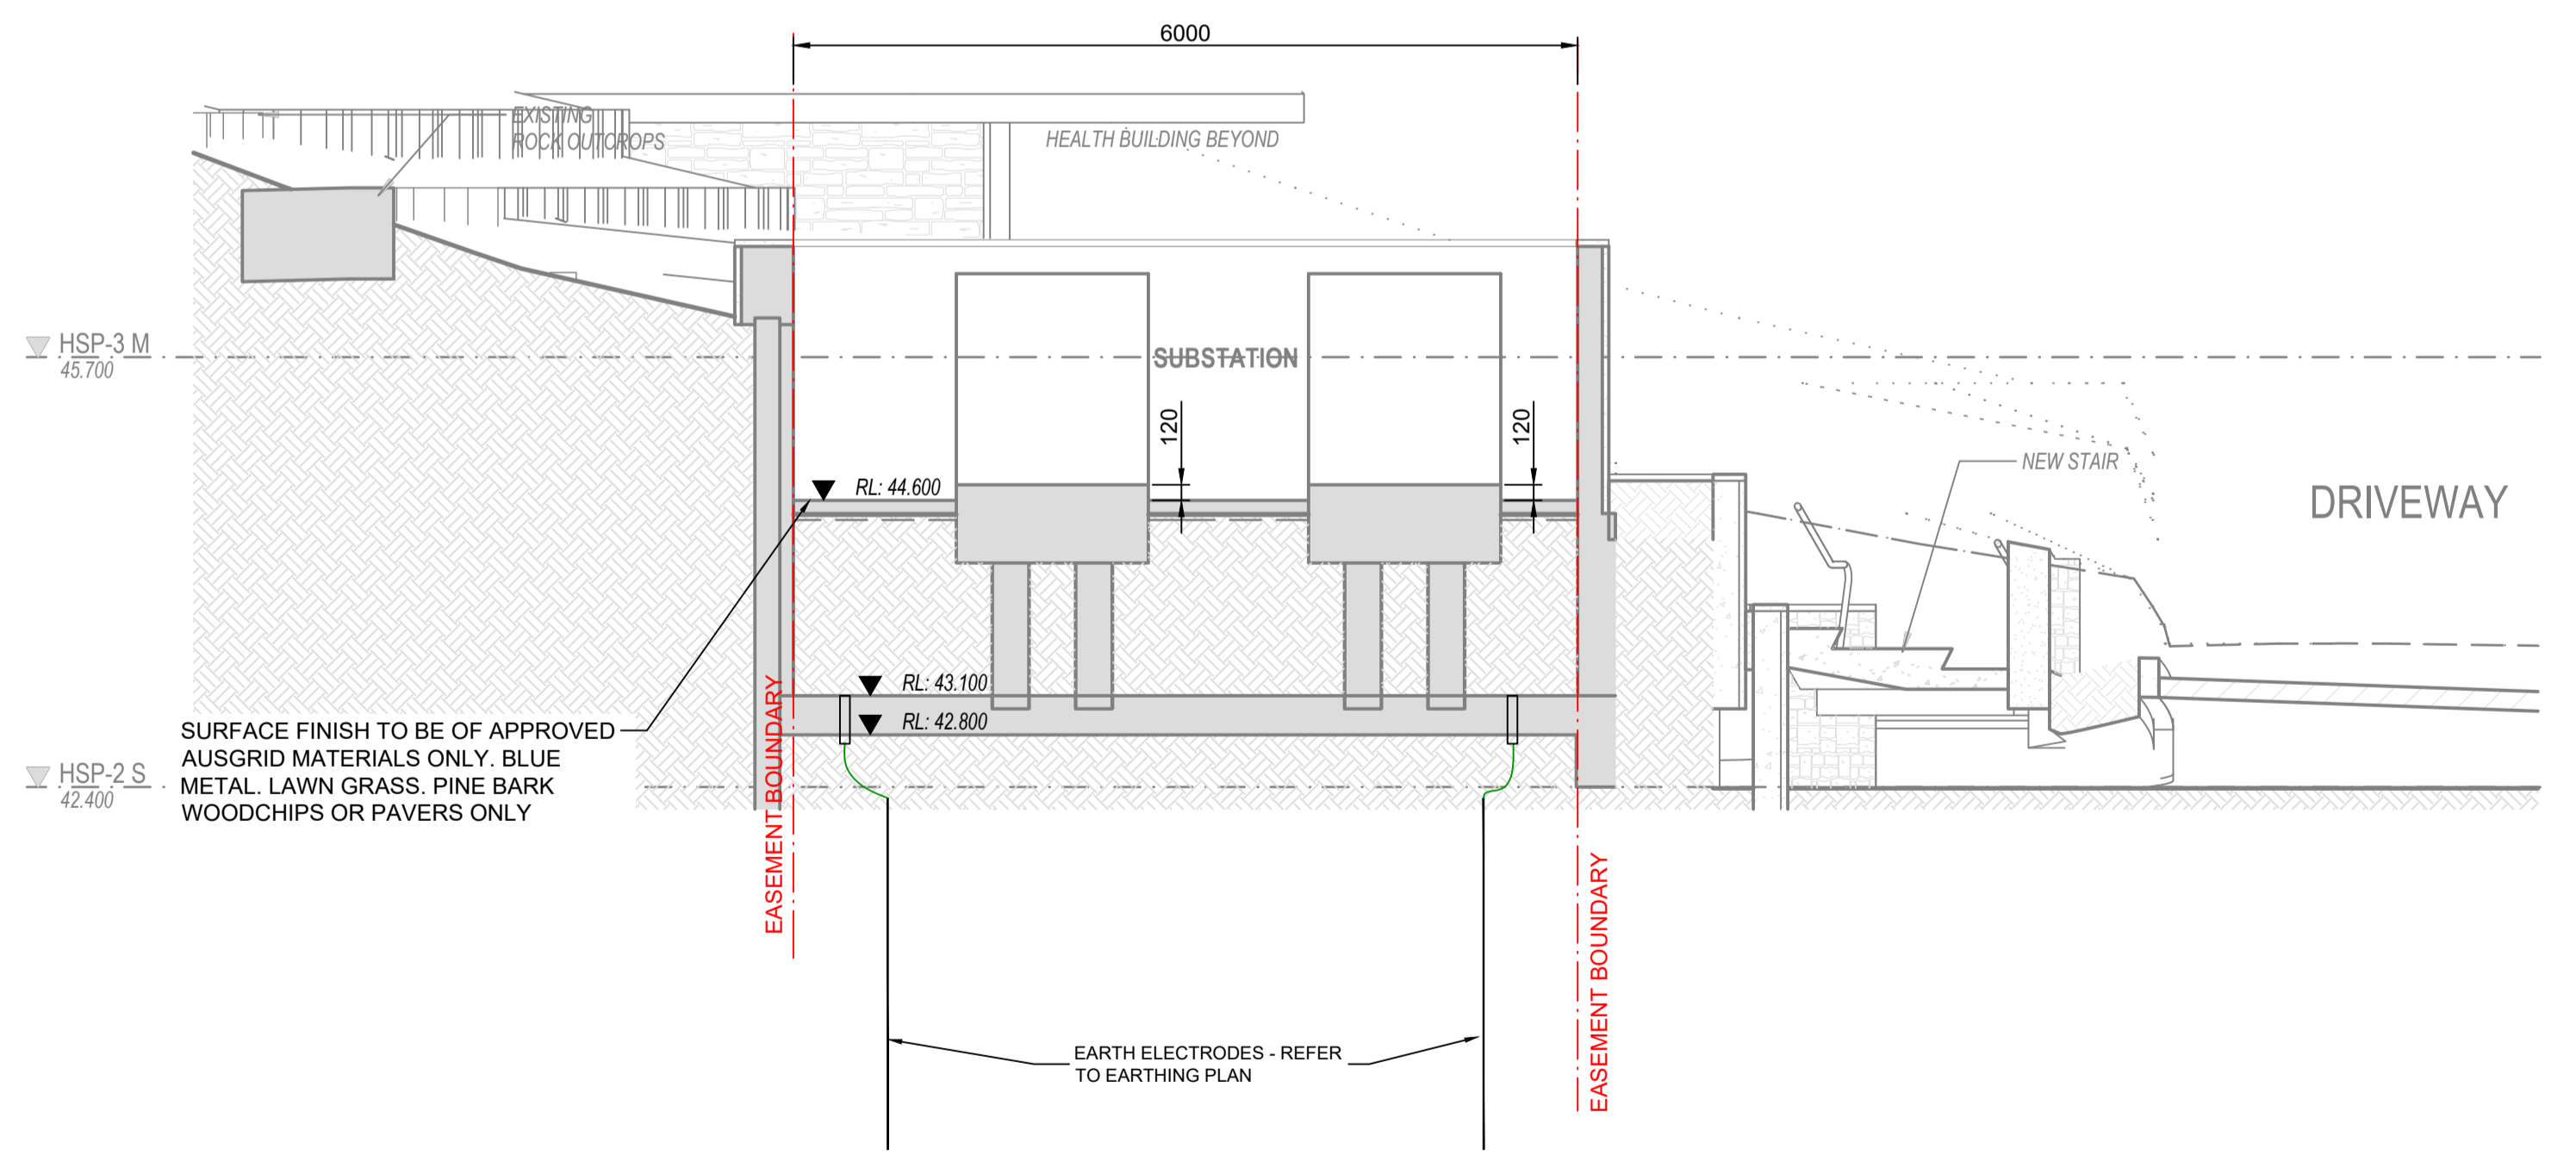 6000
EXISTING
ROCK OUTCROPS
HEALTH BUILDING BEYOND
HSP-3 M
45.700
SUBSTATION
120
120
RL: 44.600
NEW STAIR
DRIVEWAY
RL: 43.100
RL: 42.800
SURFACE FINISH TO BE OF APPROVED
AUSGRID MATERIALS ONLY. BLUE
METAL. LAWN GRASS. PINE BARK
WOODCHIPS OR PAVERS ONLY
HSP-2 S
42.400
EASEMENT BOUNDARY
EASEMENT BOUNDARY
EARTH ELECTRODES - REFER
TO EARTHING PLAN